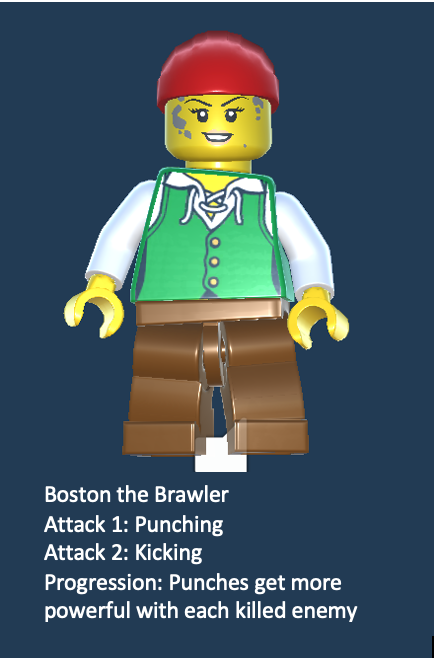 Boston the Brawler
Attack 1: Punching
Attack 2: Kicking
Progression: Punches get more
powerful with each killed enemy